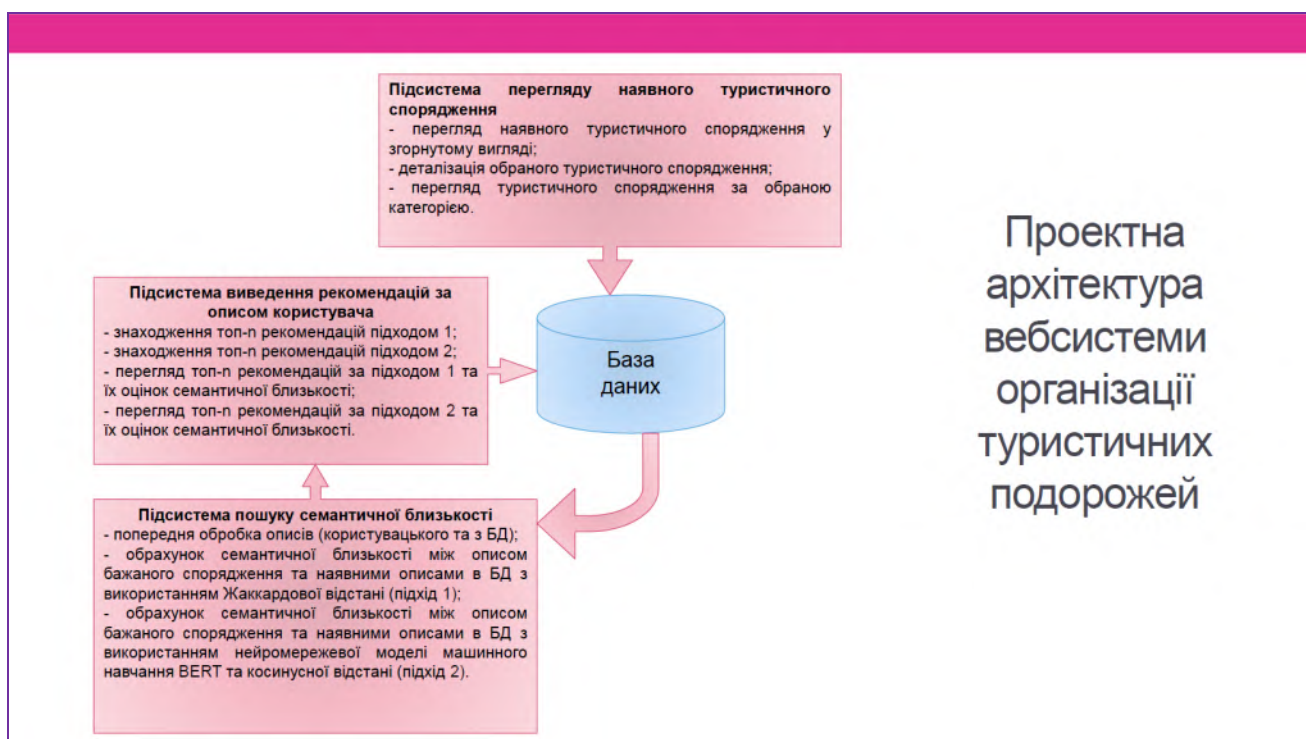 Підсистема перегляду наявного туристичного
спорядження
- перегляд наявного туристичного спорядження у
згорнутому вигляді;
- деталізація обраного туристичного спорядження;
- перегляд туристичного спорядження за обраною
категорією.
Підсистема виведення рекомендацій за
описом користувача
- знаходження топ-n рекомендацій підходом 1;
- знаходження топ-n рекомендацій підходом 2;
- перегляд топ-n рекомендацій за підходом 1 та
їх оцінок семантичної близькості;
- перегляд топ-n рекомендацій за підходом 2 та
їх оцінок семантичної близькості.
База
даних
Підсистема пошуку семантичної близькості
- попередня обробка описів (користувацького та з БД);
- обрахунок семантичної близькості між описом
бажаного спорядження та наявними описами в БД з
використанням Жаккардової відстані (підхід 1);
- обрахунок семантичної близькості між описом
бажаного спорядження та наявними описами в БД з
використанням нейромережевої моделі машинного
навчання BERT та косинусної відстані (підхід 2).
Проектна
архітектура
вебсистеми
організації
туристичних
подорожей